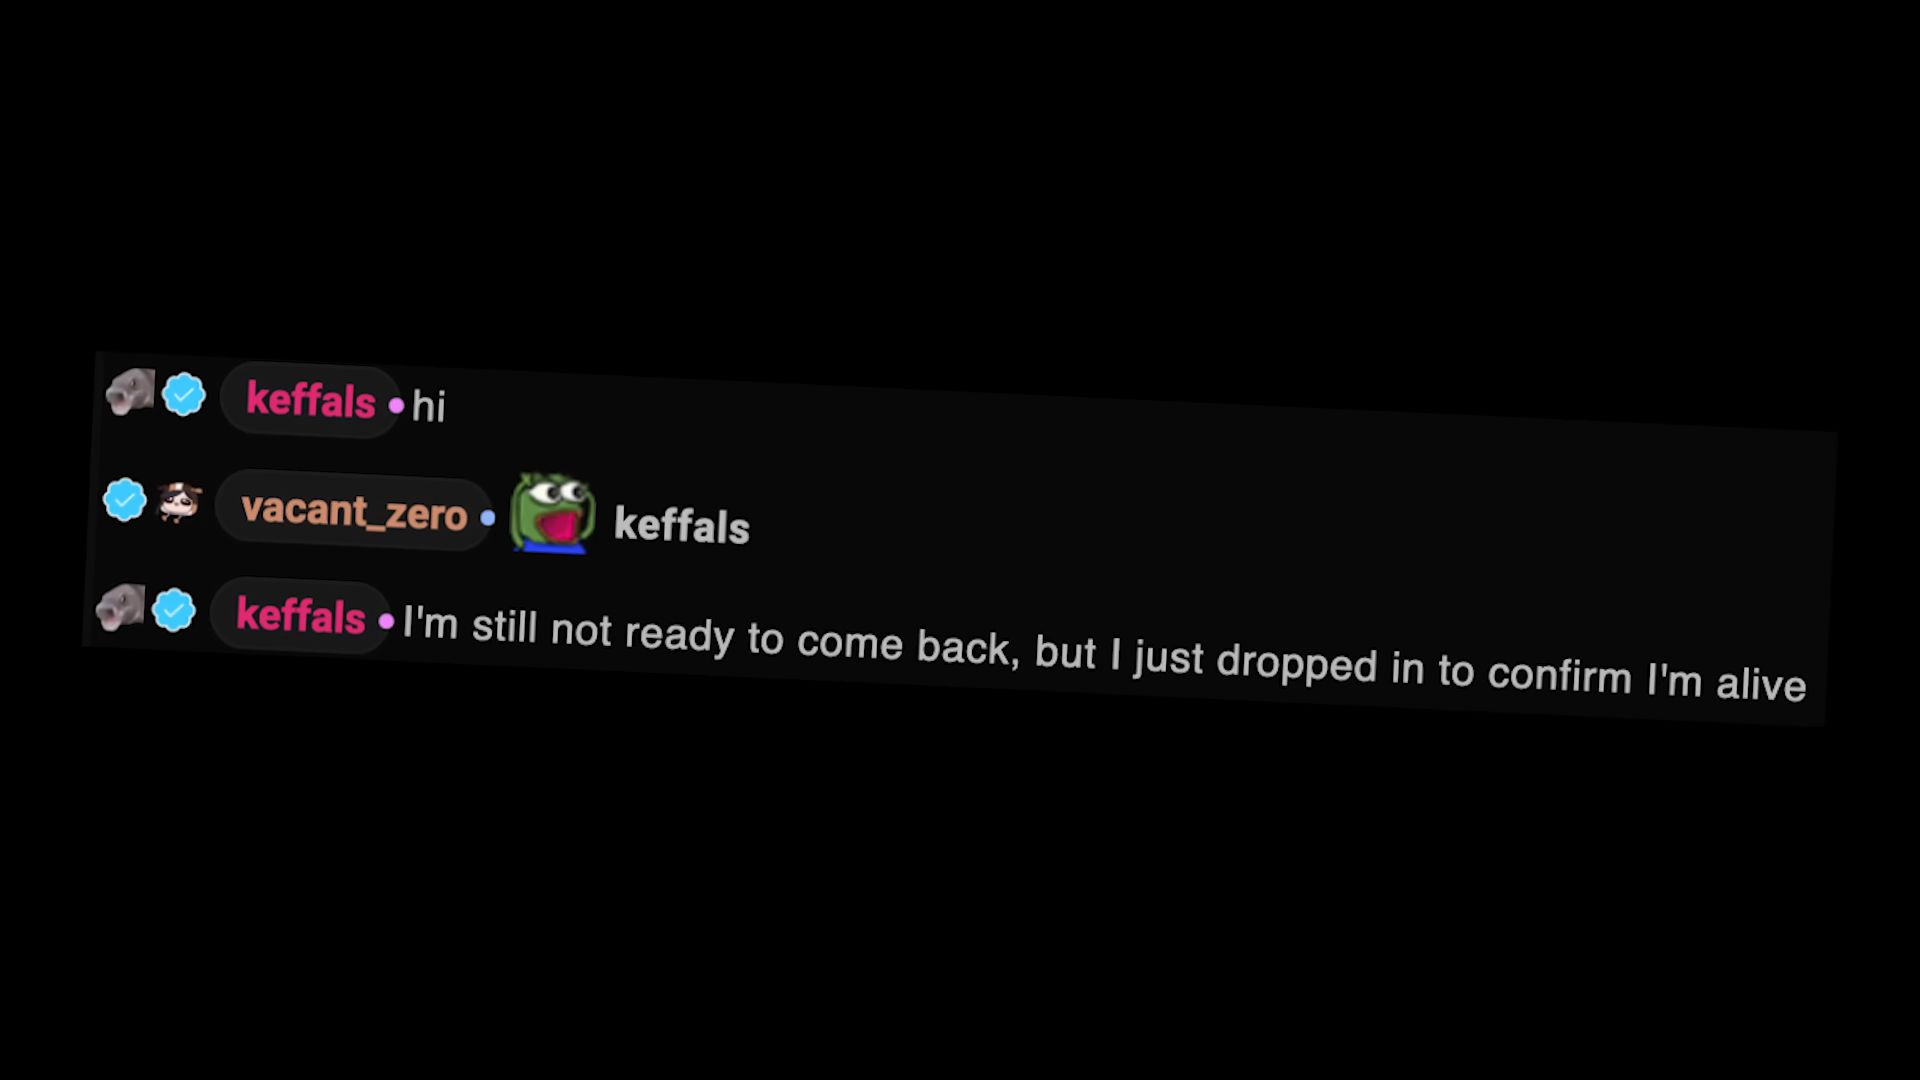 keffals hi
vacant_zero keffals
keffals I'm still not ready to come back, but I just dropped in to confirm I'm alive